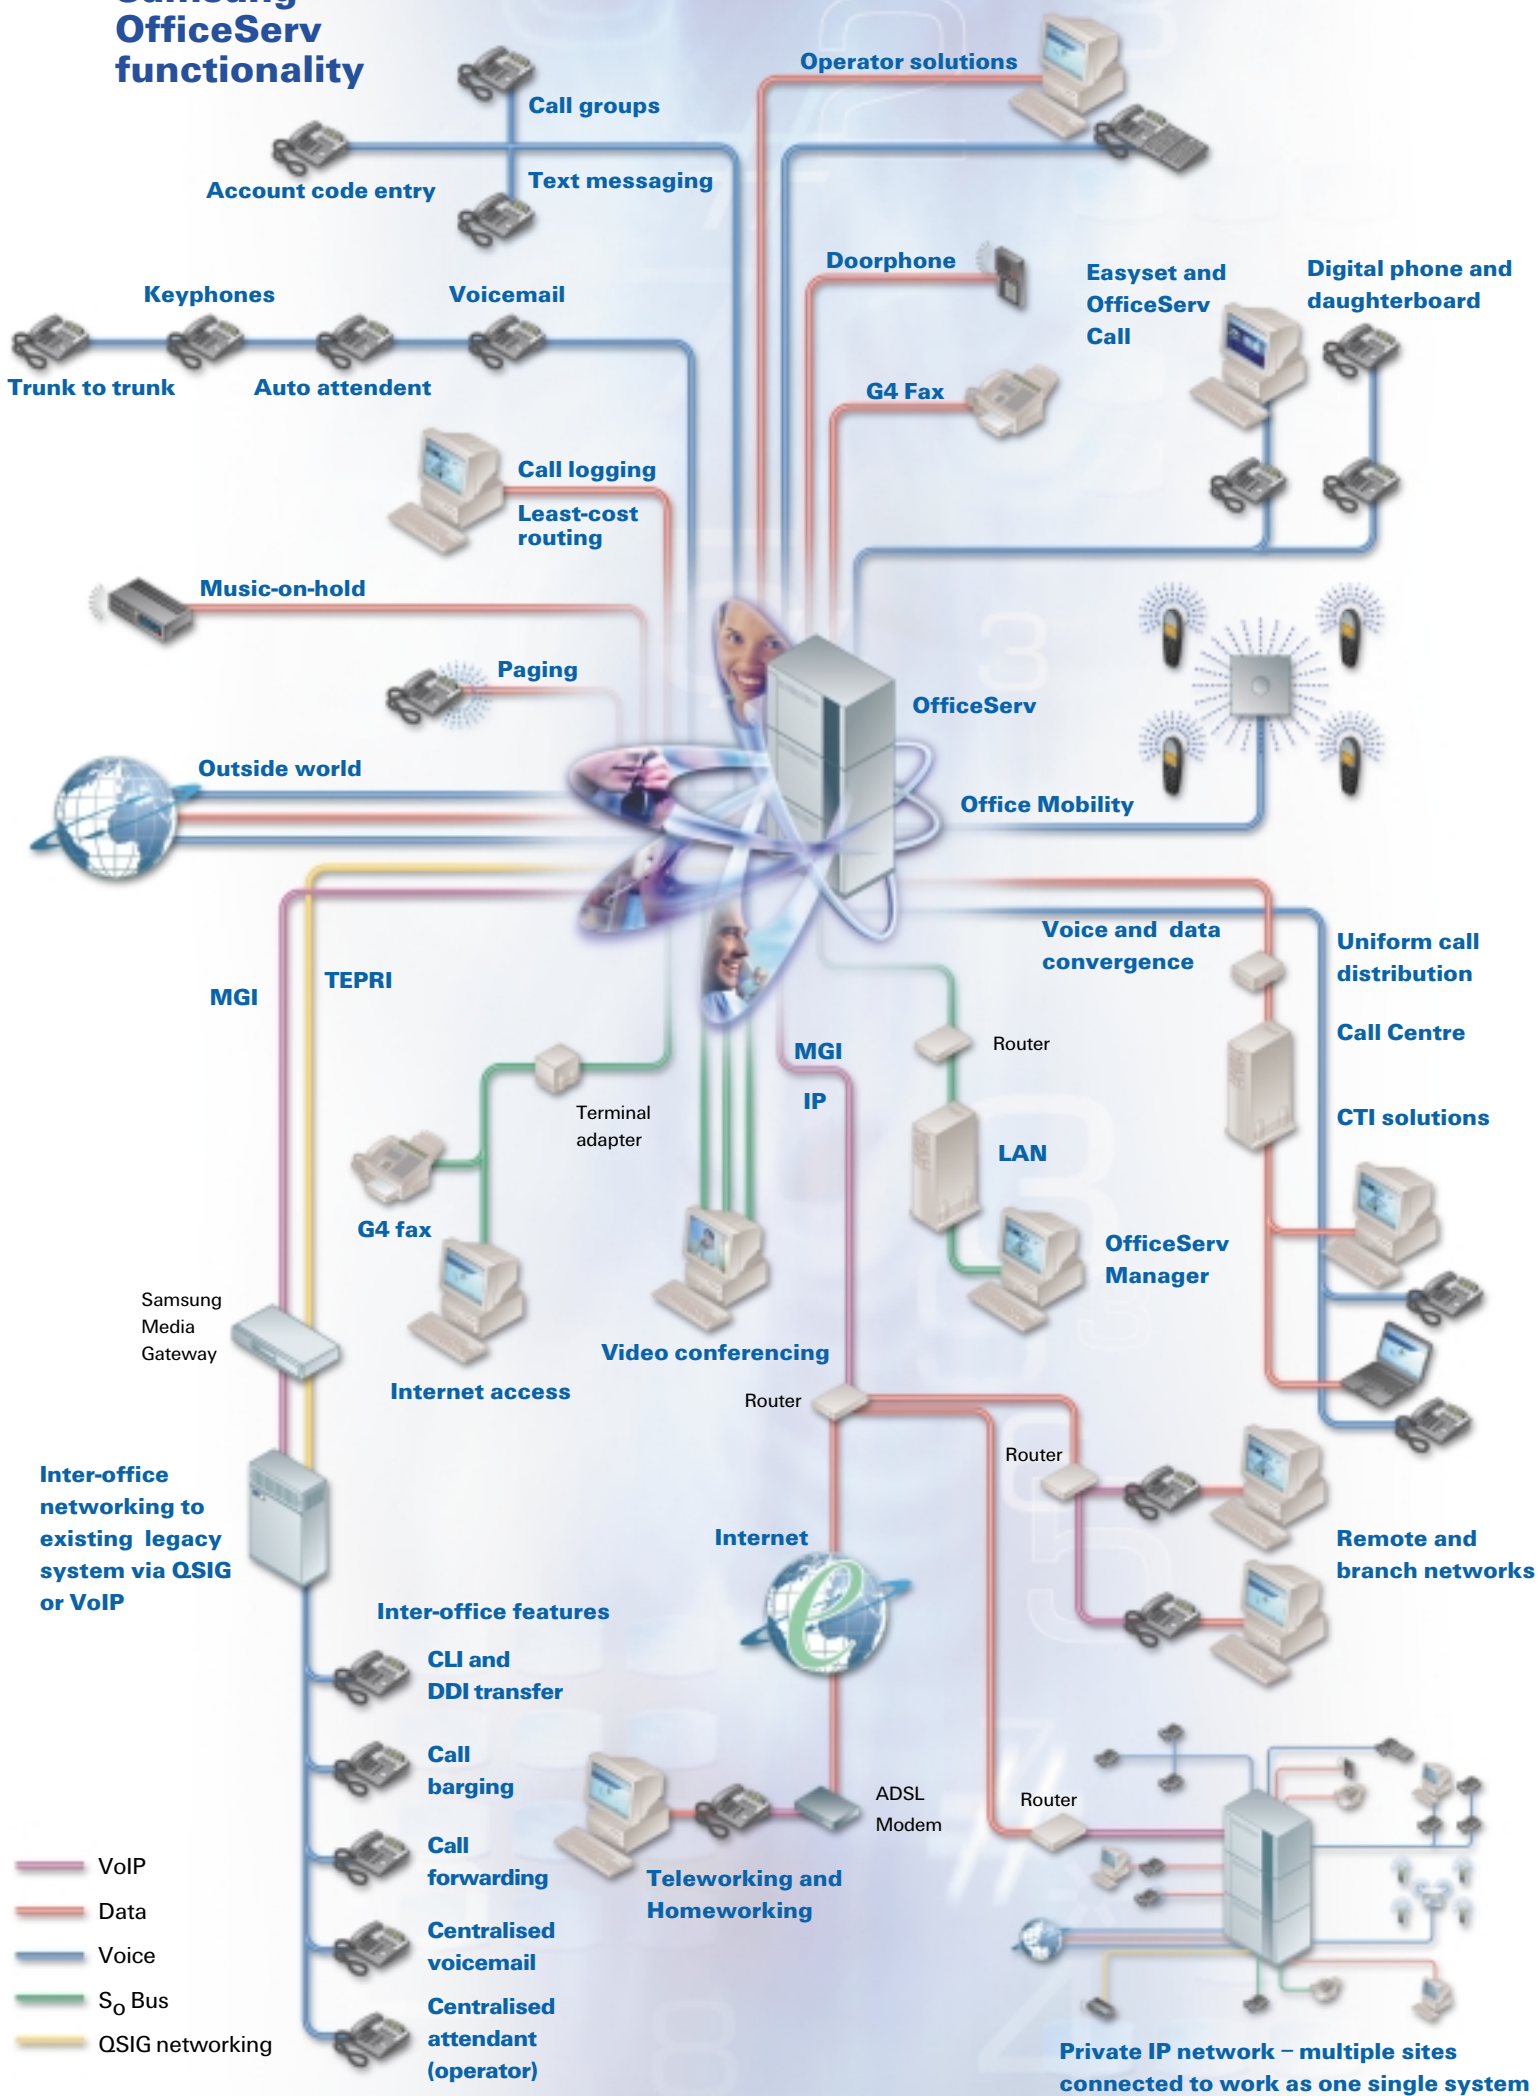 Samsung
OfficeServ
functionality
Operator solutions
Call groups
Account code entry
Text messaging
Doorphone
Easyset and
OfficeServ
Call
Digital phone and
daughterboard
Keyphones
Voicemail
Trunk to trunk
Auto attendent
G4 Fax
Call logging
Least-cost
routing
Music-on-hold
Paging
OfficeServ
Outside world
Office Mobility
Voice and data
convergence
Uniform call
distribution
MGI
TEPRI
Call Centre
MGI
IP
Router
Terminal
adapter
LAN
CTI solutions
G4 fax
OfficeServ
Manager
Samsung
Media
Gateway
Video conferencing
Internet access
Router
Router
Inter-office
networking to
existing legacy
system via QSIG
or VoIP
Internet
Remote and
branch networks
Inter-office features
CLI and
DDI transfer
Call
barging
ADSL
Modem
Router
Call
forwarding
Teleworking and
Homeworking
Centralised
voicemail
Centralised
attendant
(operator)
VoIP
Data
Voice
So Bus
QSIG networking
Private IP network – multiple sites
connected to work as one single system